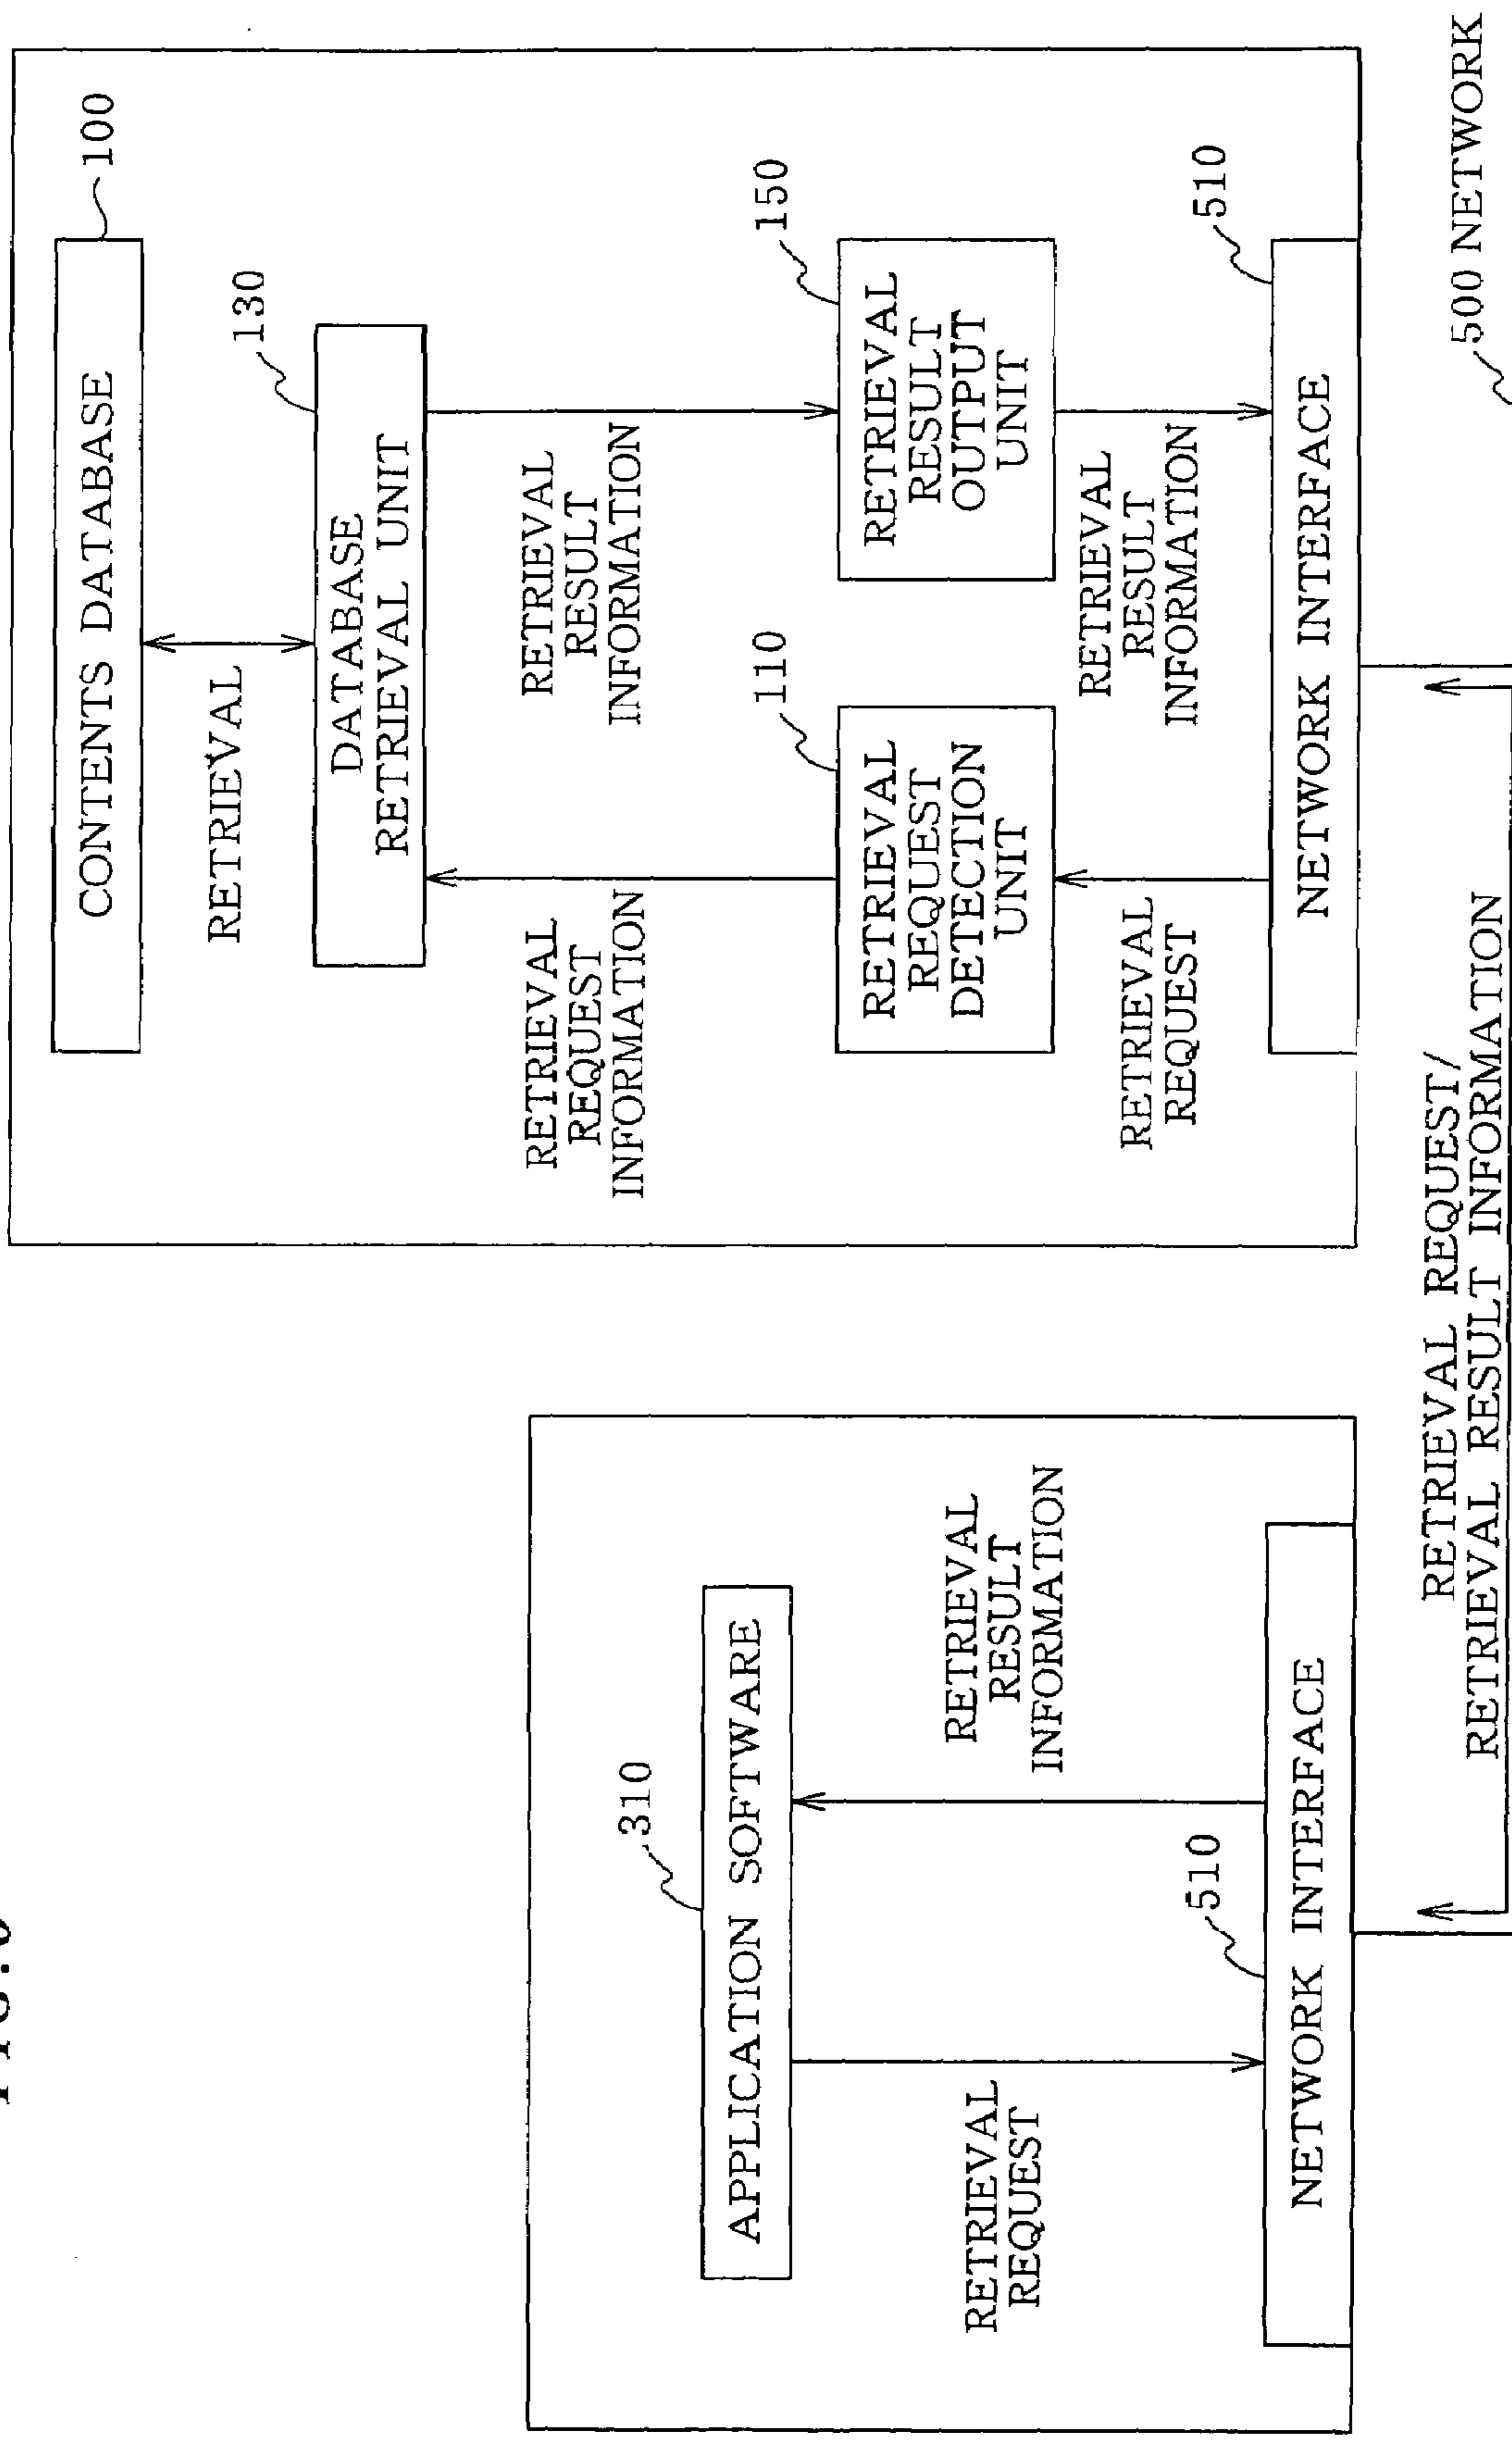 APPLICATION SOFTWARE
310
RETRIEVAL
REQUEST
RETRIEVAL
RESULT
INFORMATION
510
NETWORK INTERFACE
CONTENTS DATABASE
100
RETRIEVAL
130
DATABASE
RETRIEVAL UNIT
RETRIEVAL
REQUEST
INFORMATION
RETRIEVAL
RESULT
INFORMATION
110
RETRIEVAL
REQUEST
DETECTION
UNIT
150
RETRIEVAL
RESULT
OUTPUT
UNIT
RETRIEVAL
REQUEST
RETRIEVAL
RESULT
INFORMATION
510
NETWORK INTERFACE
RETRIEVAL REQUEST/
RETRIEVAL RESULT INFORMATION
500 NETWORK